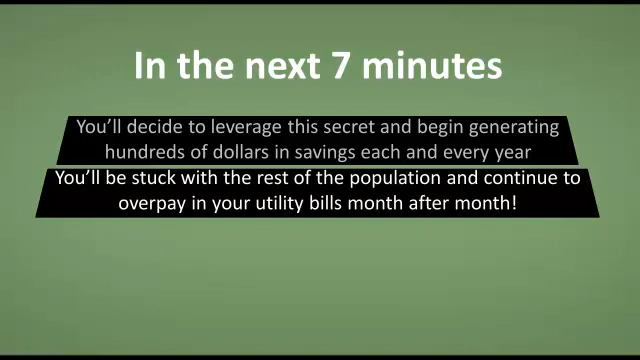 In the next 7 minutes
You’ll decide to leverage this secret and begin generating
hundreds of dollars in savings each and every year
You’ll be stuck with the rest of the population and continue to
overpay in your utility bills month after month!